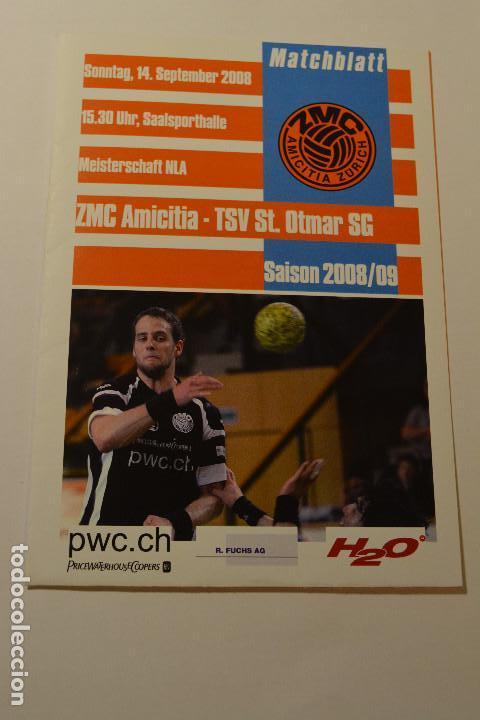 Matchblatt
Sonntag, 14. September 2008
15.30 Uhr, Saalsporthalle
ZMC
AMICITIA ZÜRICH
Meisterschaft NLA
ZMC Amicitia - TSV St. Otmar SG
Saison 2008/09
pwc.ch
pwc.ch
PRICEWATERHOUSECOOPERS
R. FUCHS AG
H2O
todocoleccion